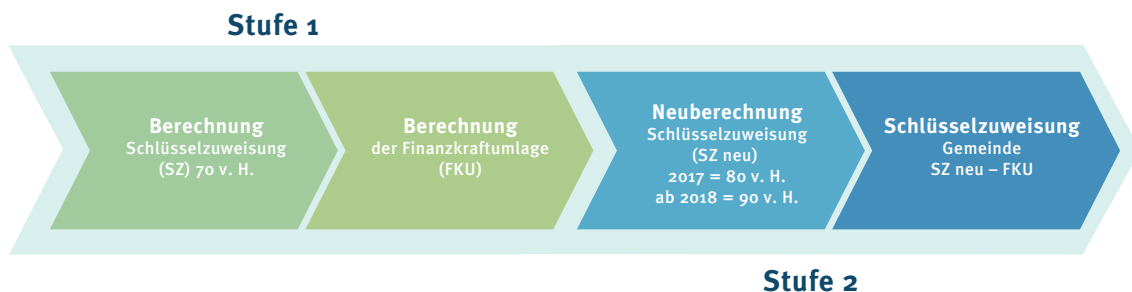 Stufe 1
Berechnung
Schlüsselzuweisung
(SZ) 70 v. H.
Berechnung
der Finanzkraftumlage
(FKU)
Neuberechnung
Schlüsselzuweisung
(SZ neu)
2017 = 80 v. H.
ab 2018 = 90 v. H.
Schlüsselzuweisung
Gemeinde
SZ neu – FKU
Stufe 2